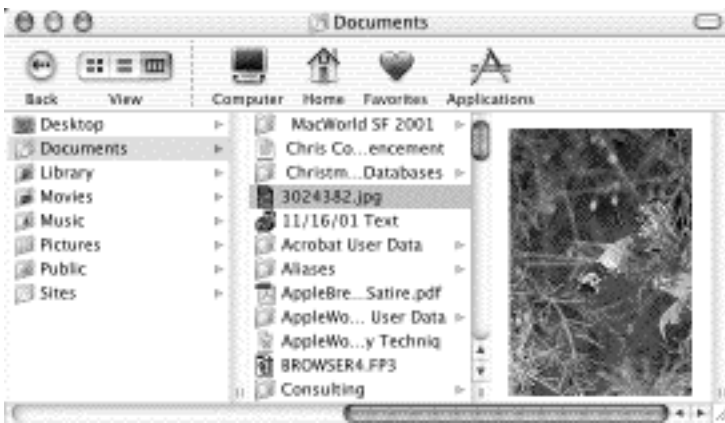 Documents
Back View Computer Home Favorites Applications
Desktop
Documents
Library
Movies
Music
Pictures
Public
Sites
MacWorld SF 2001
Chris Co...encement
Christm...Databases
3024382.jpg
11/16/01 Text
Acrobat User Data
Aliases
AppleBre...Satire.pdf
AppleWo... User Data
AppleWo...y Techniq
BROWSER4.FP3
Consulting